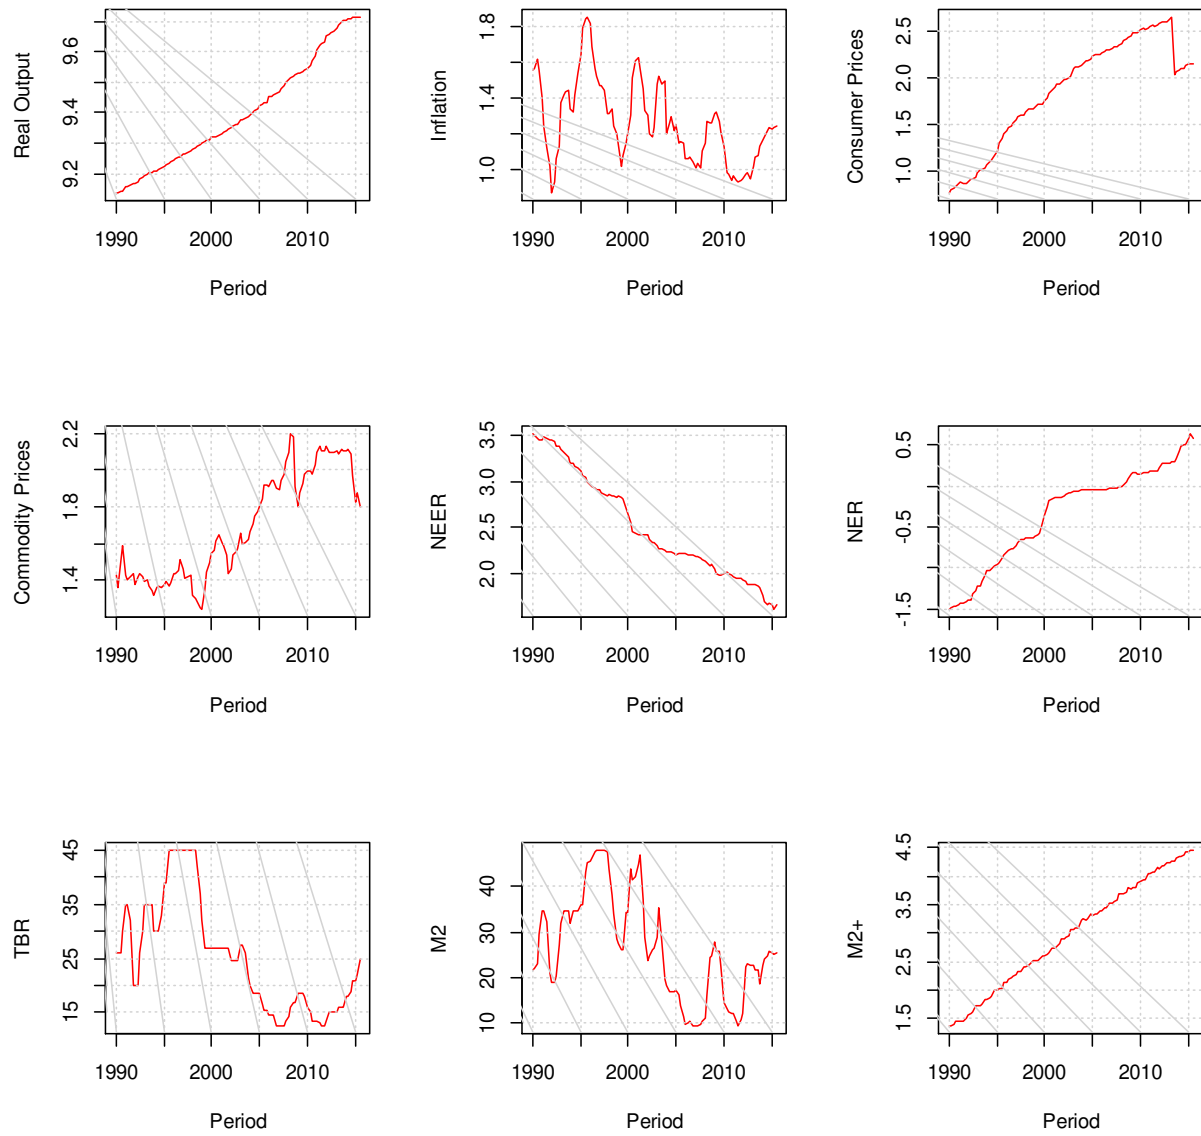 Real Output
9.2 9.4 9.6
1990 2000 2010
Period
Inflation
1.0 1.4 1.8
1990 2000 2010
Period
Consumer Prices
1.0 1.5 2.0 2.5
1990 2000 2010
Period
Commodity Prices
1.4 1.8 2.2
1990 2000 2010
Period
NEER
2.0 2.5 3.0 3.5
1990 2000 2010
Period
NER
-1.5 -0.5 0.5
1990 2000 2010
Period
TBR
15 25 35 45
1990 2000 2010
Period
M2
10 20 30 40
1990 2000 2010
Period
M2+
1.5 2.5 3.5 4.5
1990 2000 2010
Period